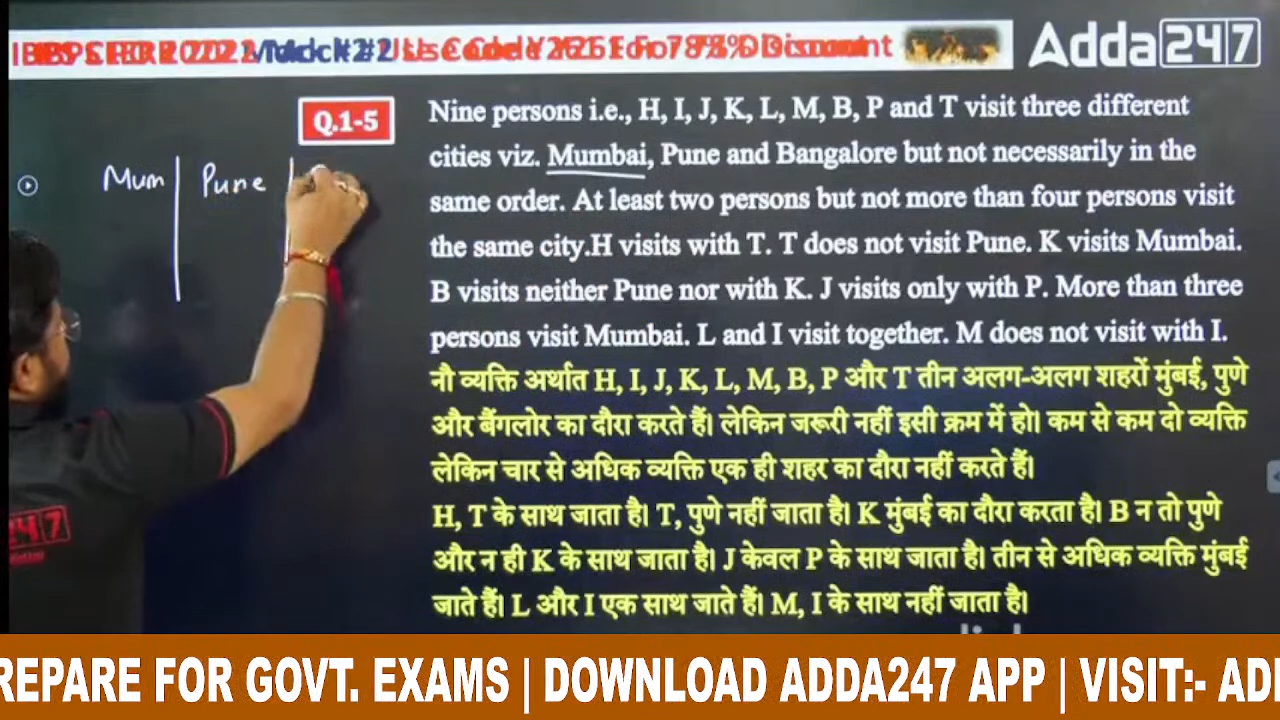 Adda247
Q.1-5
Mum Pune
Nine persons i.e., H, I, J, K, L, M, B, P and T visit three different
cities viz. Mumbai, Pune and Bangalore but not necessarily in the
same order. At least two persons but not more than four persons visit
the same city.H visits with T. T does not visit Pune. K visits Mumbai.
B visits neither Pune nor with K. J visits only with P. More than three
persons visit Mumbai. L and I visit together. M does not visit with I.
नौ व्यक्ति अर्थात H, I, J, K, L, M, B, P और T तीन अलग-अलग शहरों मुंबई, पुणे
और बैंगलोर का दौरा करते हैं। लेकिन जरूरी नहीं इसी क्रम में हो। कम से कम दो व्यक्ति
लेकिन चार से अधिक व्यक्ति एक ही शहर का दौरा नहीं करते हैं।
H, T के साथ जाता है। T, पुणे नहीं जाता है। K मुंबई का दौरा करता है। B न तो पुणे
और न ही K के साथ जाता है। J केवल P के साथ जाता है। तीन से अधिक व्यक्ति मुंबई
जाते हैं। L और I एक साथ जाते हैं। M, I के साथ नहीं जाता है।
REPARE FOR GOVT. EXAMS | DOWNLOAD ADDA247 APP | VISIT:- AD